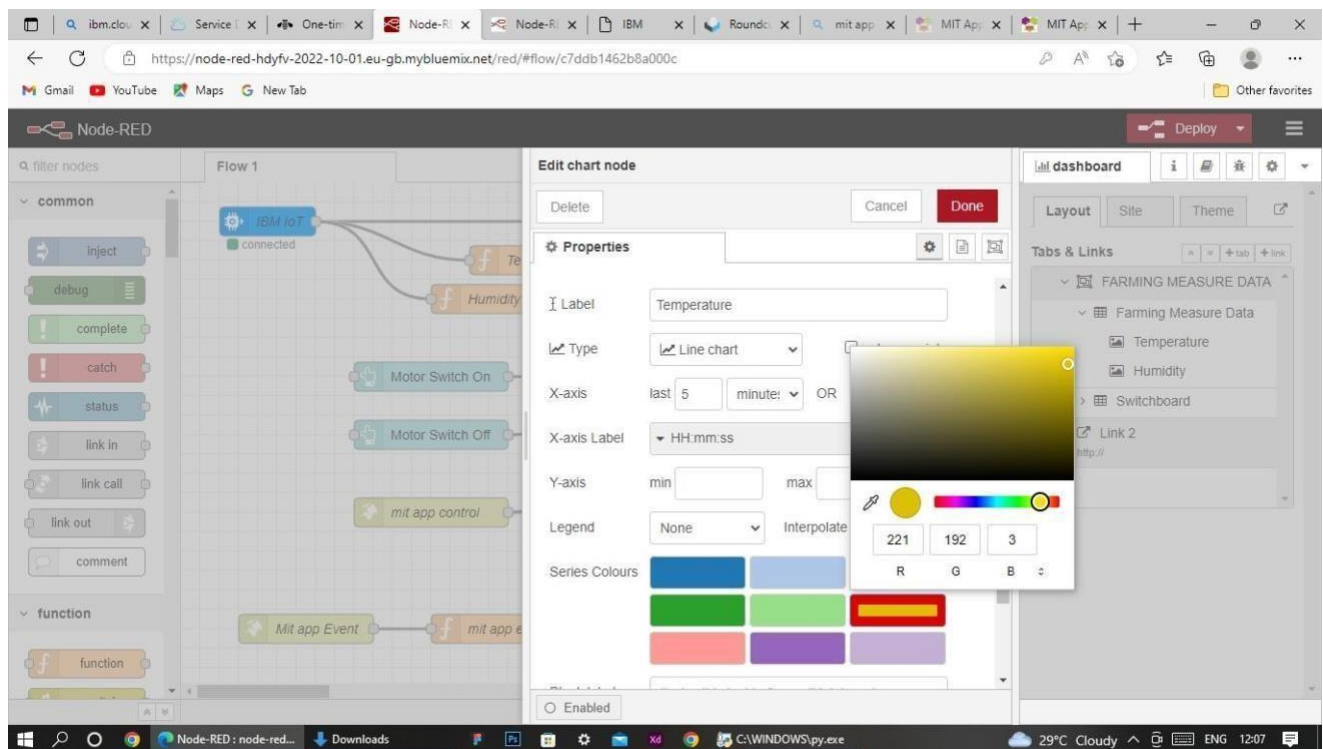 ibm.clou
Service
One-tim
Node-R
Node-R
IBM
Roundc
mit app
MIT App
MIT App
https://node-red-hdyfv-2022-10-01.eu-gb.mybluemix.net/red/#flow/c7ddb1462b8a000c
Gmail YouTube Maps New Tab Other favorites
Node-RED Deploy
filter nodes
Flow 1
Edit chart node
dashboard
common
Delete Cancel Done
Layout Site Theme
IBM IoT
connected
inject
Te
Properties
Tabs & Links
tab link
FARMING MEASURE DATA
debug
Humidity
Label Temperature
Farming Measure Data
complete
Type Line chart
Temperature
catch
Motor Switch On
X-axis last 5 minutes OR
Humidity
status
Switchboard
link in
Motor Switch Off
X-axis Label HH:mm:ss
Link 2
http://
link call
mit app control
Y-axis min max
link out
Legend None Interpolate
221 192 3
R G B
comment
Series Colours
function
Mit app Event
mit app e
function
Enabled
Node-RED : node-red...
Downloads
Ps
Xd
C:\WINDOWS\py.exe
29°C Cloudy
ENG 12:07